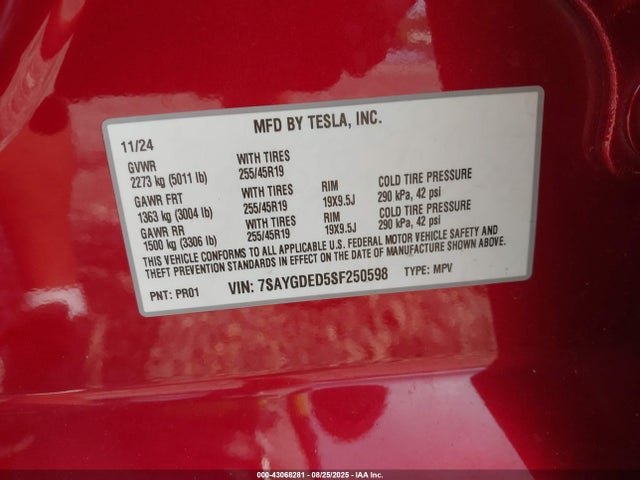 MFD BY TESLA, INC.
11/24
GVWR WITH TIRES
2273 kg (5011 lb) 255/45R19
GAWR FRT WITH TIRES RIM COLD TIRE PRESSURE
1363 kg (3004 lb) 255/45R19 19X9.5J 290 kPa, 42 psi
GAWR RR WITH TIRES RIM COLD TIRE PRESSURE
1500 kg (3306 lb) 255/45R19 19X9.5J 290 kPa, 42 psi
THIS VEHICLE CONFORMS TO ALL APPLICABLE U.S. FEDERAL MOTOR VEHICLE SAFETY AND
THEFT PREVENTION STANDARDS IN EFFECT ON THE DATE OF MANUFACTURE SHOWN ABOVE.
PNT: PR01 VIN: 7SAYGDED5SF250598 TYPE: MPV
000-43068281 - 08/25/2025 - IAA Inc.